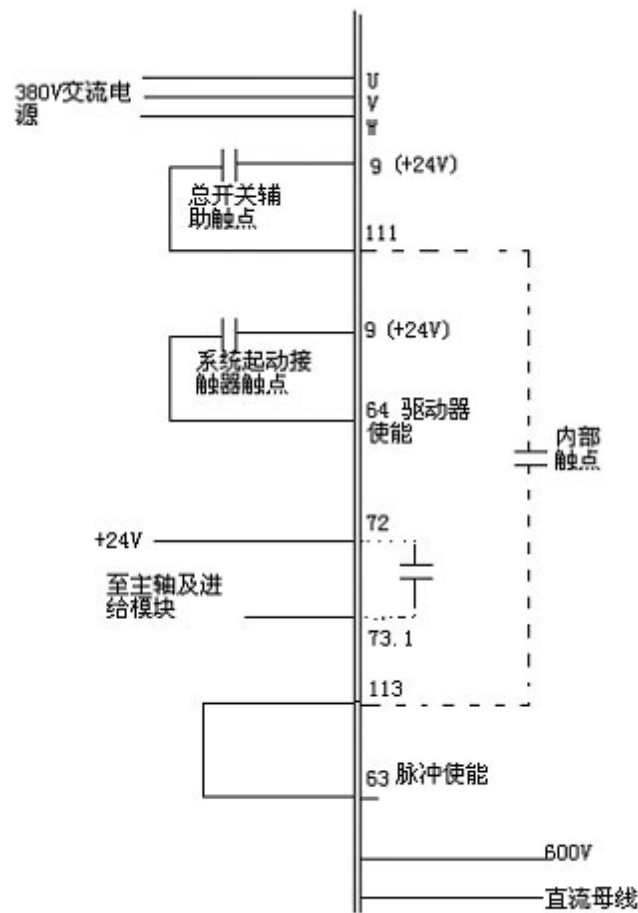 380V交流电
源
U
V
W
9 (+24V)
总开关辅
助触点
111
9 (+24V)
系统起动接
触器触点
64 驱动器
使能
内部
触点
72
+24V
至主轴及进
给模块
73.1
113
63 脉冲使能
600V
直流母线